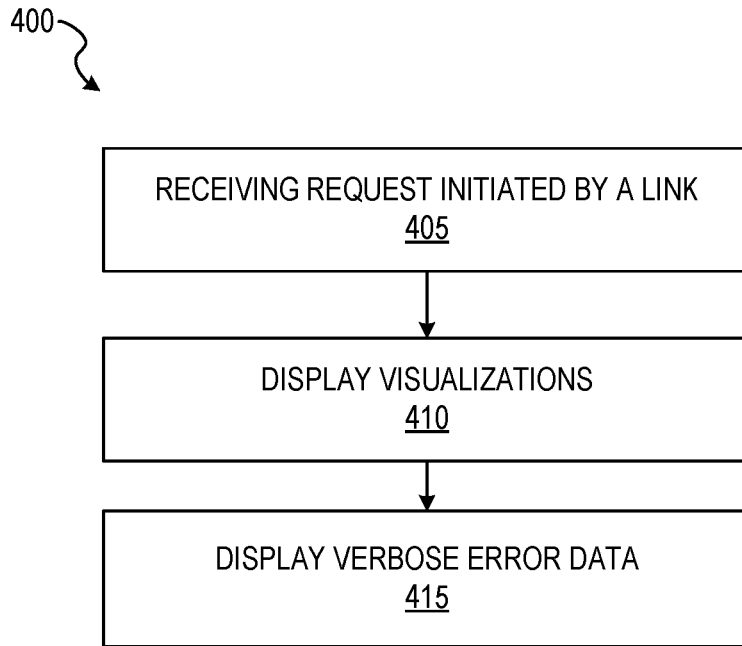 400
RECEIVING REQUEST INITIATED BY A LINK
405
DISPLAY VISUALIZATIONS
410
DISPLAY VERBOSE ERROR DATA
415